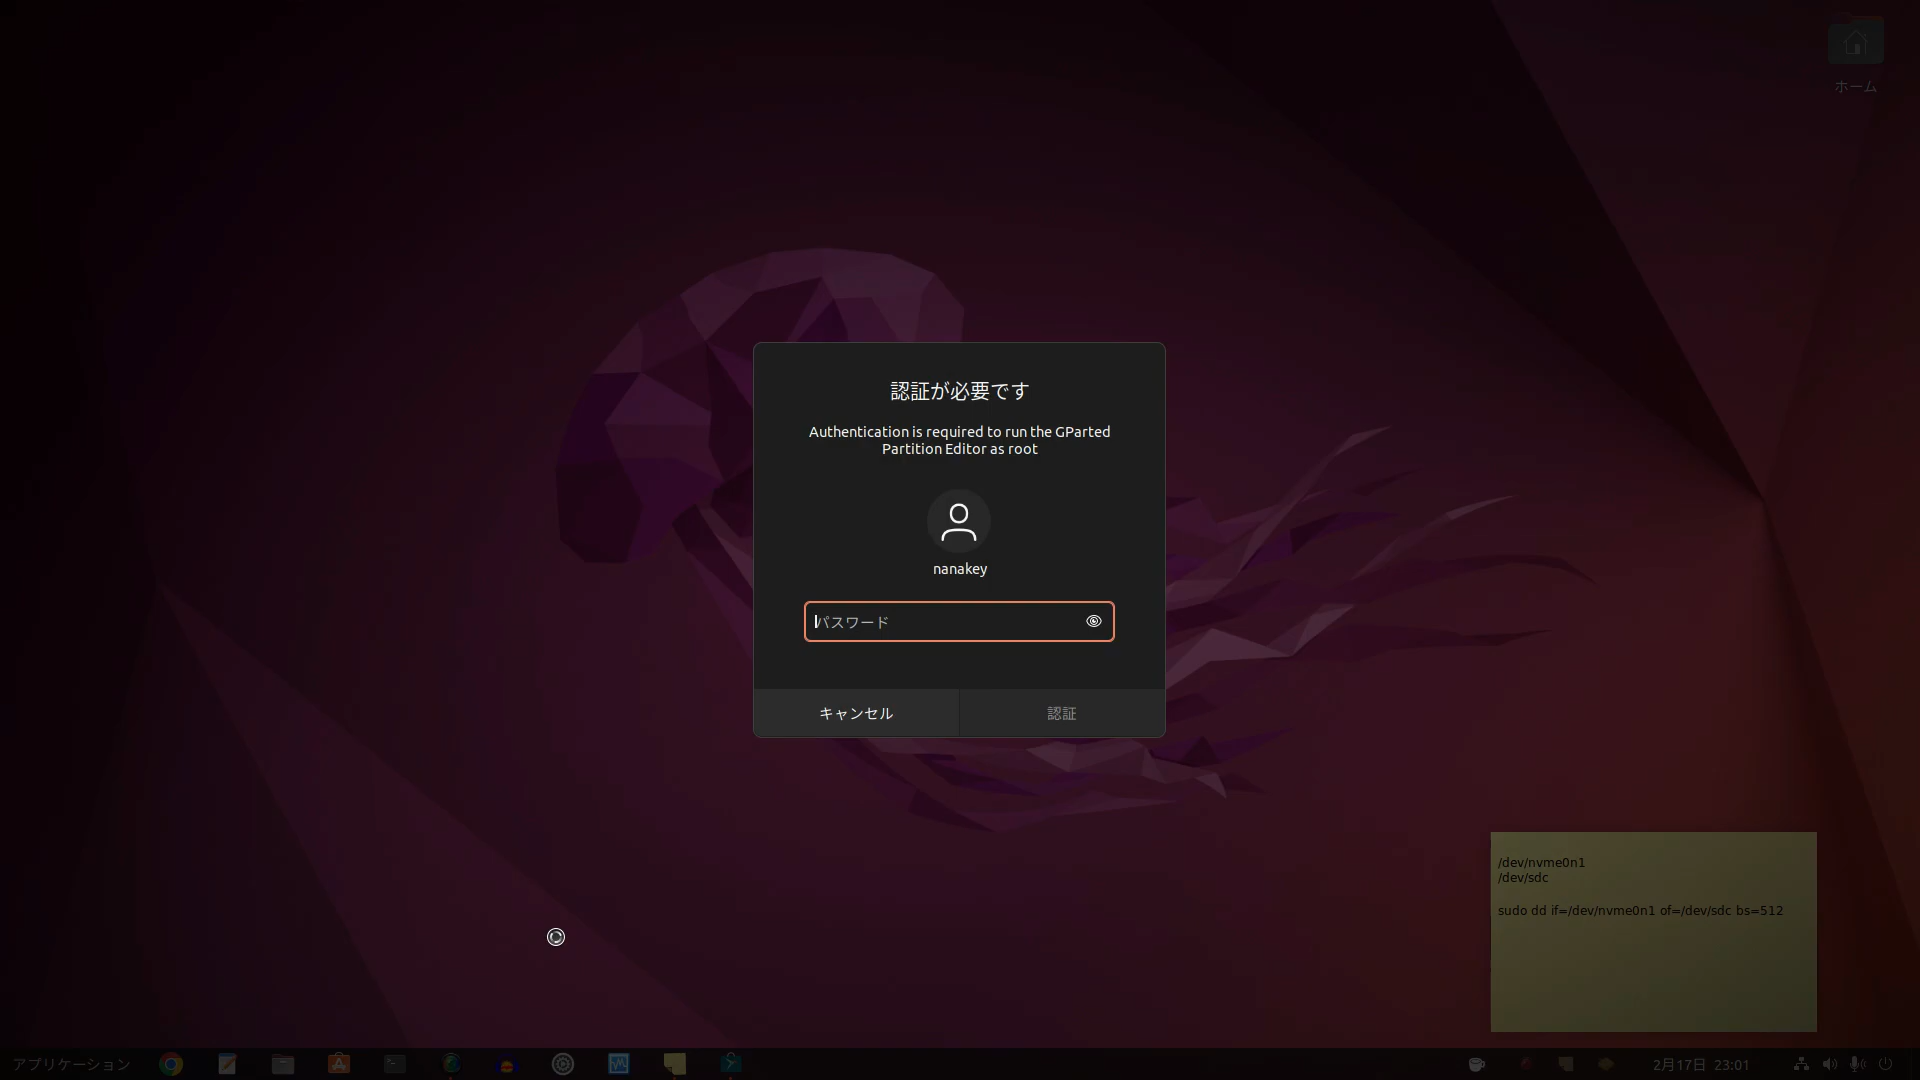 ホーム
認証が必要です
Authentication is required to run the GParted
Partition Editor as root
nanakey
パスワード
キャンセル
認証
/dev/nvme0n1
/dev/sdc
sudo dd if=/dev/nvme0n1 of=/dev/sdc bs=512
アプリケーション
2月17日 23:01